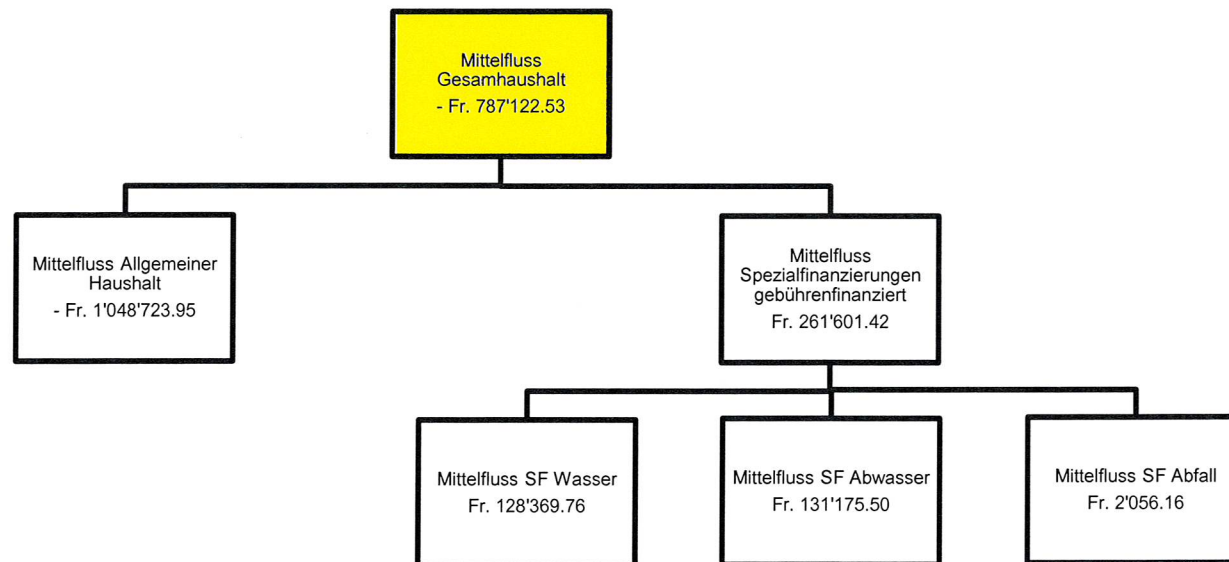 Mittelfluss
Gesamhaushalt
- Fr. 787'122.53
Mittelfluss Allgemeiner
Haushalt
- Fr. 1'048'723.95
Mittelfluss
Spezialfinanzierungen
gebührenfinanziert
Fr. 261'601.42
Mittelfluss SF Wasser
Fr. 128'369.76
Mittelfluss SF Abwasser
Fr. 131'175.50
Mittelfluss SF Abfall
Fr. 2'056.16